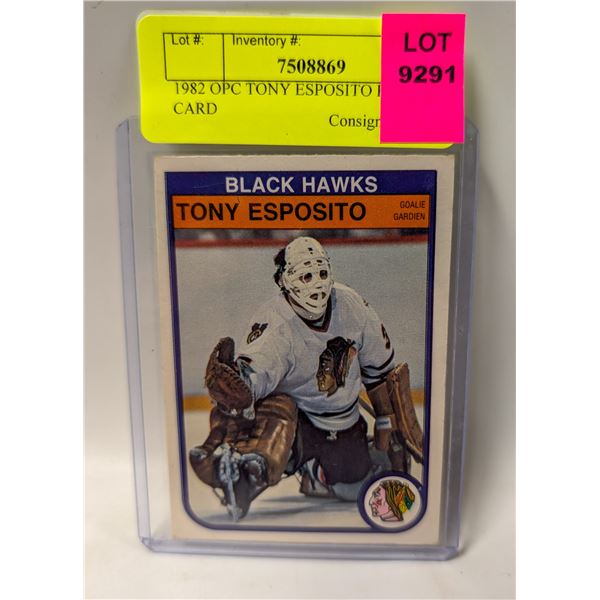 Lot #: Inventory #:
7508869
1982 OPC TONY ESPOSITO
CARD
Consign
LOT
9291
BLACK HAWKS
TONY ESPOSITO
GOALIE
GARDIEN